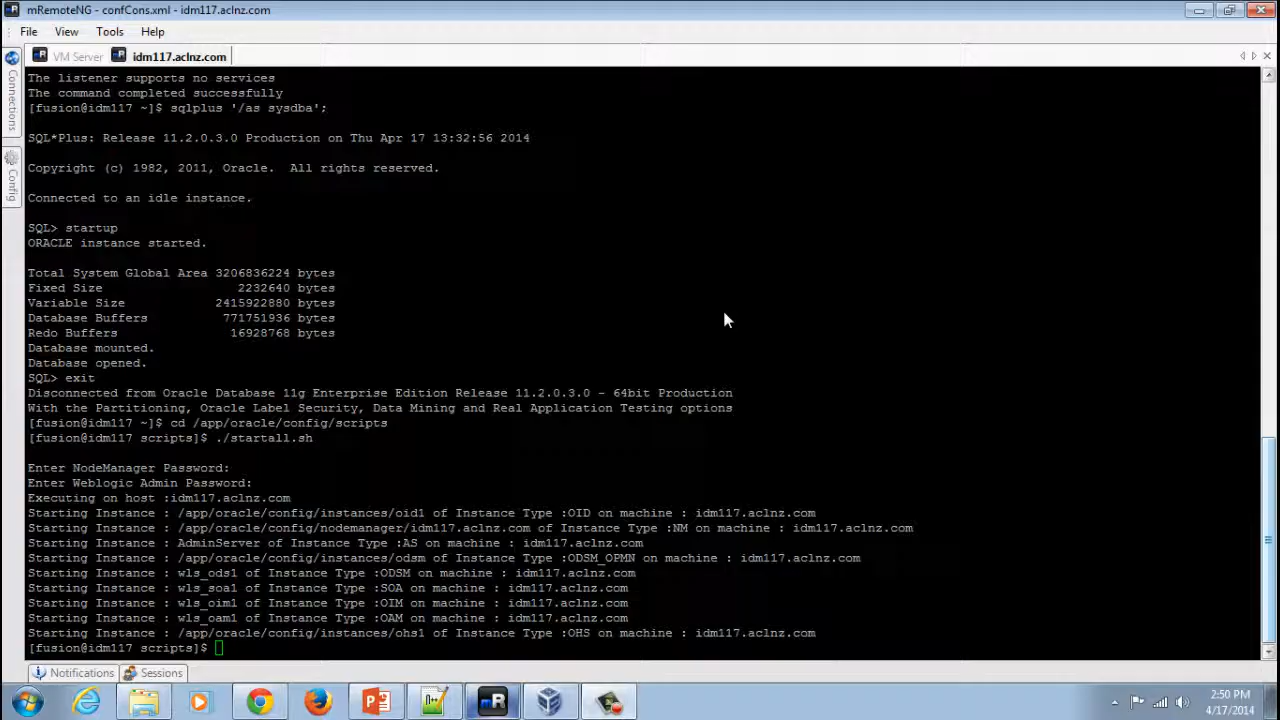 mRemoteNG - confCons.xml - idm117.aclnz.com
File View Tools Help
VM Server idm117.aclnz.com
Connections
Config
The listener supports no services
The command completed successfully
[fusion@idm117 ~]$ sqlplus '/as sysdba';
SQL*Plus: Release 11.2.0.3.0 Production on Thu Apr 17 13:32:56 2014
Copyright (c) 1982, 2011, Oracle.  All rights reserved.
Connected to an idle instance.
SQL> startup
ORACLE instance started.
Total System Global Area 3206836224 bytes
Fixed Size                  2232640 bytes
Variable Size            2415922880 bytes
Database Buffers          771751936 bytes
Redo Buffers               16928768 bytes
Database mounted.
Database opened.
SQL> exit
Disconnected from Oracle Database 11g Enterprise Edition Release 11.2.0.3.0 - 64bit Production
With the Partitioning, Oracle Label Security, Data Mining and Real Application Testing options
[fusion@idm117 ~]$ cd /app/oracle/config/scripts
[fusion@idm117 scripts]$ ./startall.sh
Enter NodeManager Password:
Enter Weblogic Admin Password:
Executing on host :idm117.aclnz.com
Starting Instance : /app/oracle/config/instances/oid1 of Instance Type :OID on machine : idm117.aclnz.com
Starting Instance : /app/oracle/config/nodemanager/idm117.aclnz.com of Instance Type :NM on machine : idm117.aclnz.com
Starting Instance : AdminServer of Instance Type :AS on machine : idm117.aclnz.com
Starting Instance : /app/oracle/config/instances/odsm of Instance Type :ODSM_OPMN on machine : idm117.aclnz.com
Starting Instance : wls_ods1 of Instance Type :ODSM on machine : idm117.aclnz.com
Starting Instance : wls_soa1 of Instance Type :SOA on machine : idm117.aclnz.com
Starting Instance : wls_oim1 of Instance Type :OIM on machine : idm117.aclnz.com
Starting Instance : wls_oam1 of Instance Type :OAM on machine : idm117.aclnz.com
Starting Instance : /app/oracle/config/instances/ohs1 of Instance Type :OHS on machine : idm117.aclnz.com
[fusion@idm117 scripts]$
Notifications Sessions
2:50 PM
4/17/2014